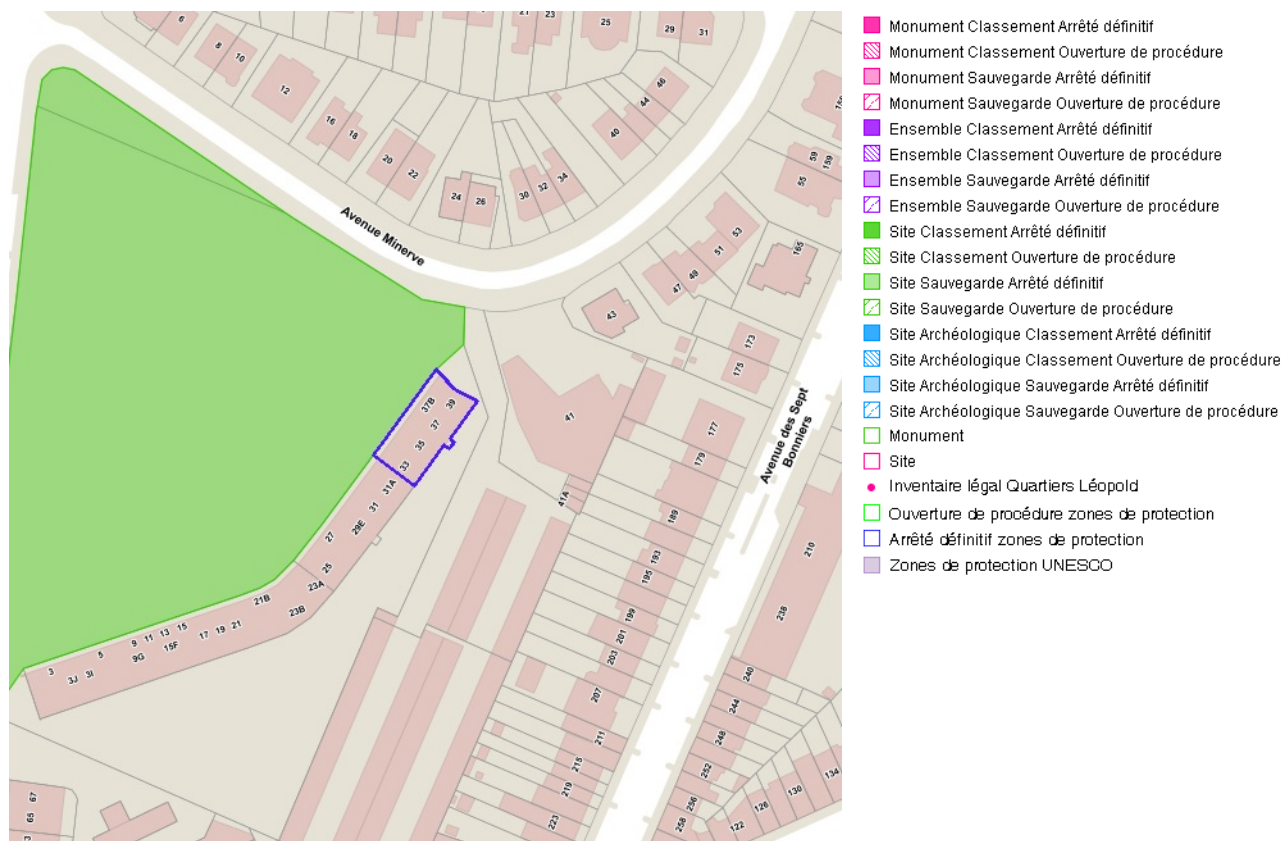 6
8
10
12
16
18
20
22
24
26
30
32
34
40
44
46
21
23
25
29
31
Avenue Minerve
43
47
49
51
53
55
59
159
165
173
175
177
179
189
193
195
199
201
203
207
211
215
219
223
Avenue des Sept
Bonniers
210
238
240
244
248
252
256
258
122
126
130
134
41
41A
37B
39
37
35
33
31A
31
29E
27
25
23A
23B
21B
21
19
17
15
15F
13
11
9
9G
5
3
3J
3I
67
65
Monument Classement Arrêté définitif
Monument Classement Ouverture de procédure
Monument Sauvegarde Arrêté définitif
Monument Sauvegarde Ouverture de procédure
Ensemble Classement Arrêté définitif
Ensemble Classement Ouverture de procédure
Ensemble Sauvegarde Arrêté définitif
Ensemble Sauvegarde Ouverture de procédure
Site Classement Arrêté définitif
Site Classement Ouverture de procédure
Site Sauvegarde Arrêté définitif
Site Sauvegarde Ouverture de procédure
Site Archéologique Classement Arrêté définitif
Site Archéologique Classement Ouverture de procédure
Site Archéologique Sauvegarde Arrêté définitif
Site Archéologique Sauvegarde Ouverture de procédure
Monument
Site
Inventaire légal Quartiers Léopold
Ouverture de procédure zones de protection
Arrêté définitif zones de protection
Zones de protection UNESCO